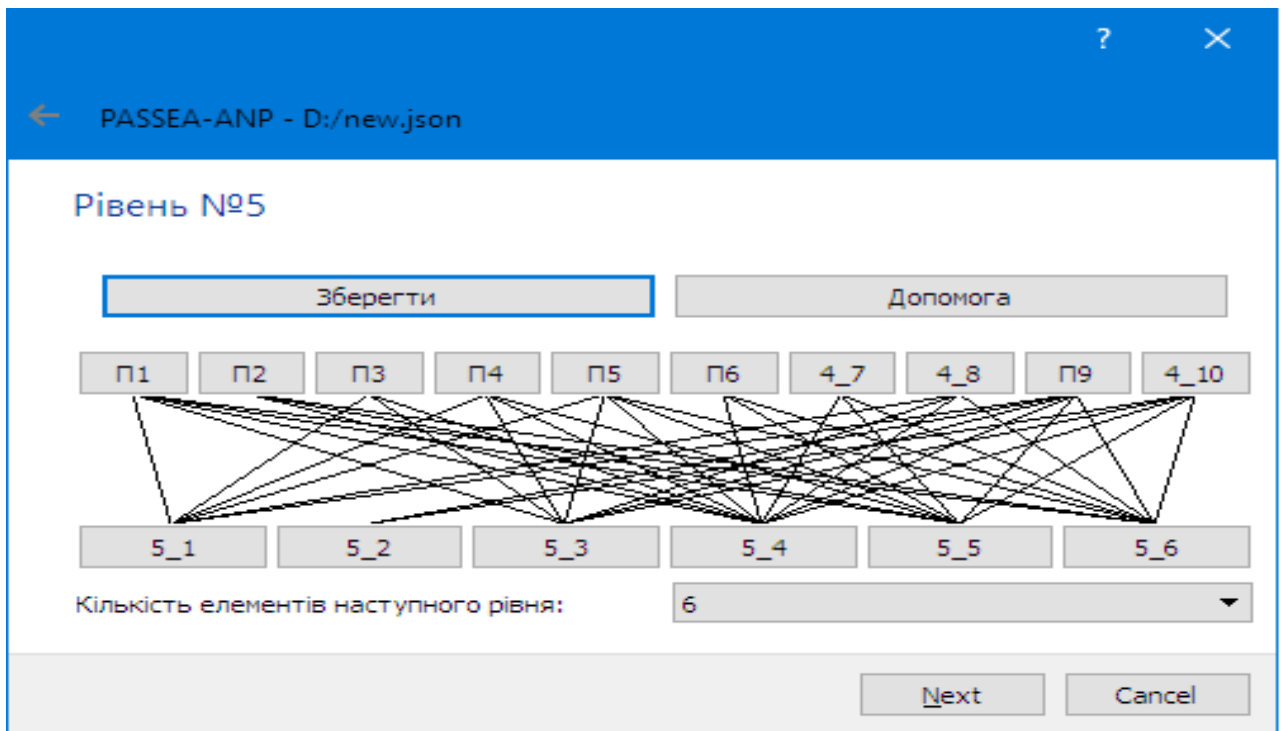 ?
PASSEA-ANP - D:/new.json
Рівень №5
Зберегти Допомога
П1 П2 П3 П4 П5 П6 4_7 4_8 П9 4_10
5_1 5_2 5_3 5_4 5_5 5_6
Кількість елементів наступного рівня: 6
Next Cancel